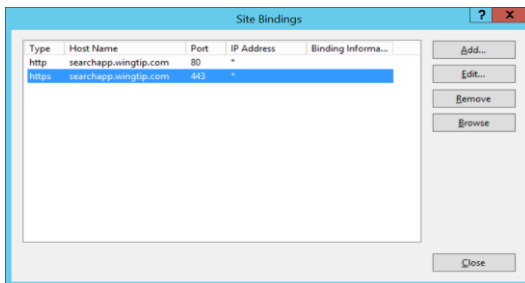 Site Bindings
? x
Type Host Name Port IP Address Binding Informa...
http searchapp.wingtip.com 80 *
https searchapp.wingtip.com 443 *
Add...
Edit...
Remove
Browse
Close